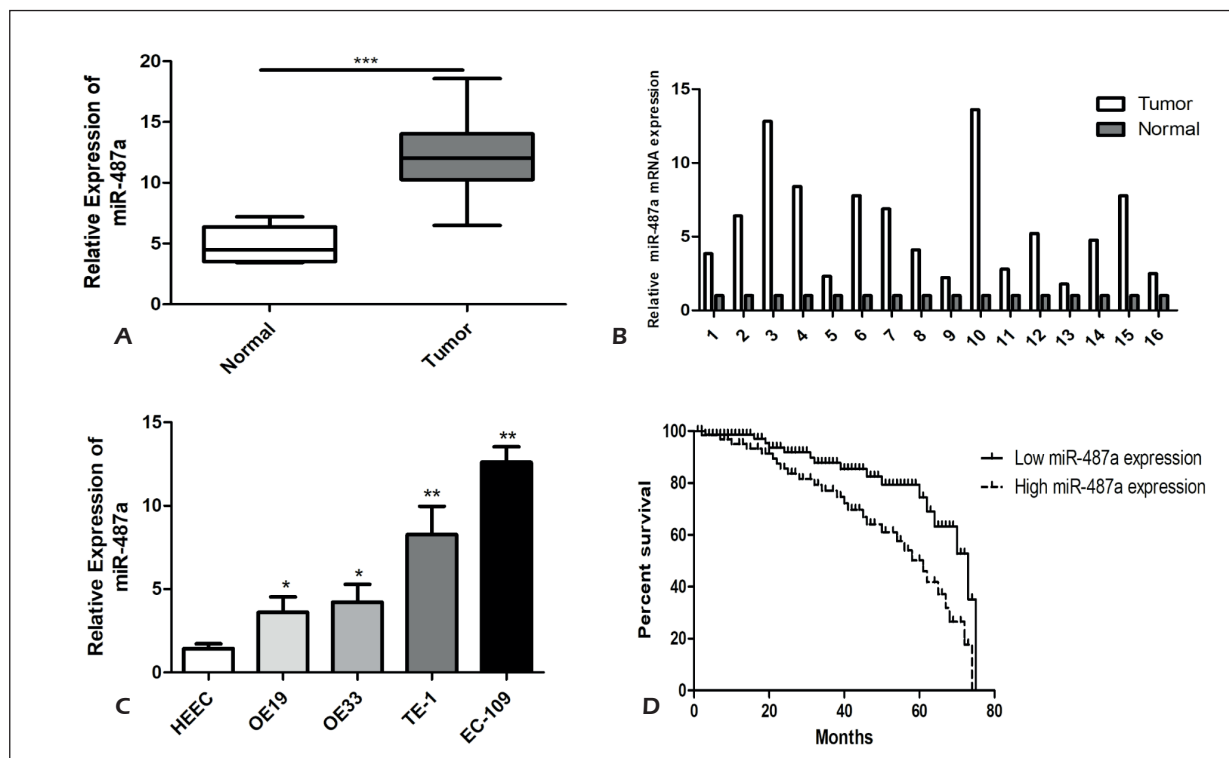 20
15
10
5
0
Relative Expression of
miR-487a
***
Normal
Tumor
A
15
10
5
0
Relative miR-487a mRNA expression
Tumor
Normal
1 2 3 4 5 6 7 8 9 10 11 12 13 14 15 16
B
15
10
5
0
Relative Expression of
miR-487a
*
*
**
**
HEEC
OE19
OE33
TE-1
EC-109
C
100
80
60
40
20
0
Percent survival
Low miR-487a expression
High miR-487a expression
0 20 40 60 80
Months
D